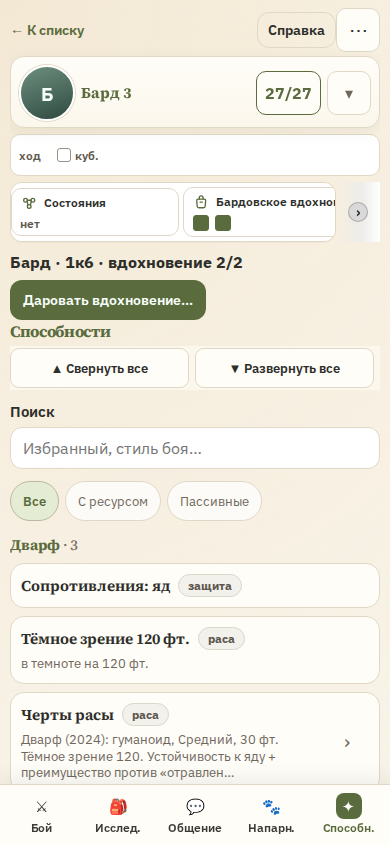 ← К списку
Справка
...
Б
Бард 3
27/27
▼
ход
куб.
Состояния
нет
Бардовское вдохнов
›
Бард · 1к6 · вдохновение 2/2
Даровать вдохновение...
Способности
▲ Свернуть все
▼ Развернуть все
Поиск
Избранный, стиль боя...
Все
С ресурсом
Пассивные
Дварф · 3
Сопротивления: яд
защита
Тёмное зрение 120 фт.
раса
в темноте на 120 фт.
Черты расы
раса
Дварф (2024): гуманоид, Средний, 30 фт.
Тёмное зрение 120. Устойчивость к яду +
преимущество против «отравлен...
›
Бой
Исслед.
Общение
Напарн.
Способн.